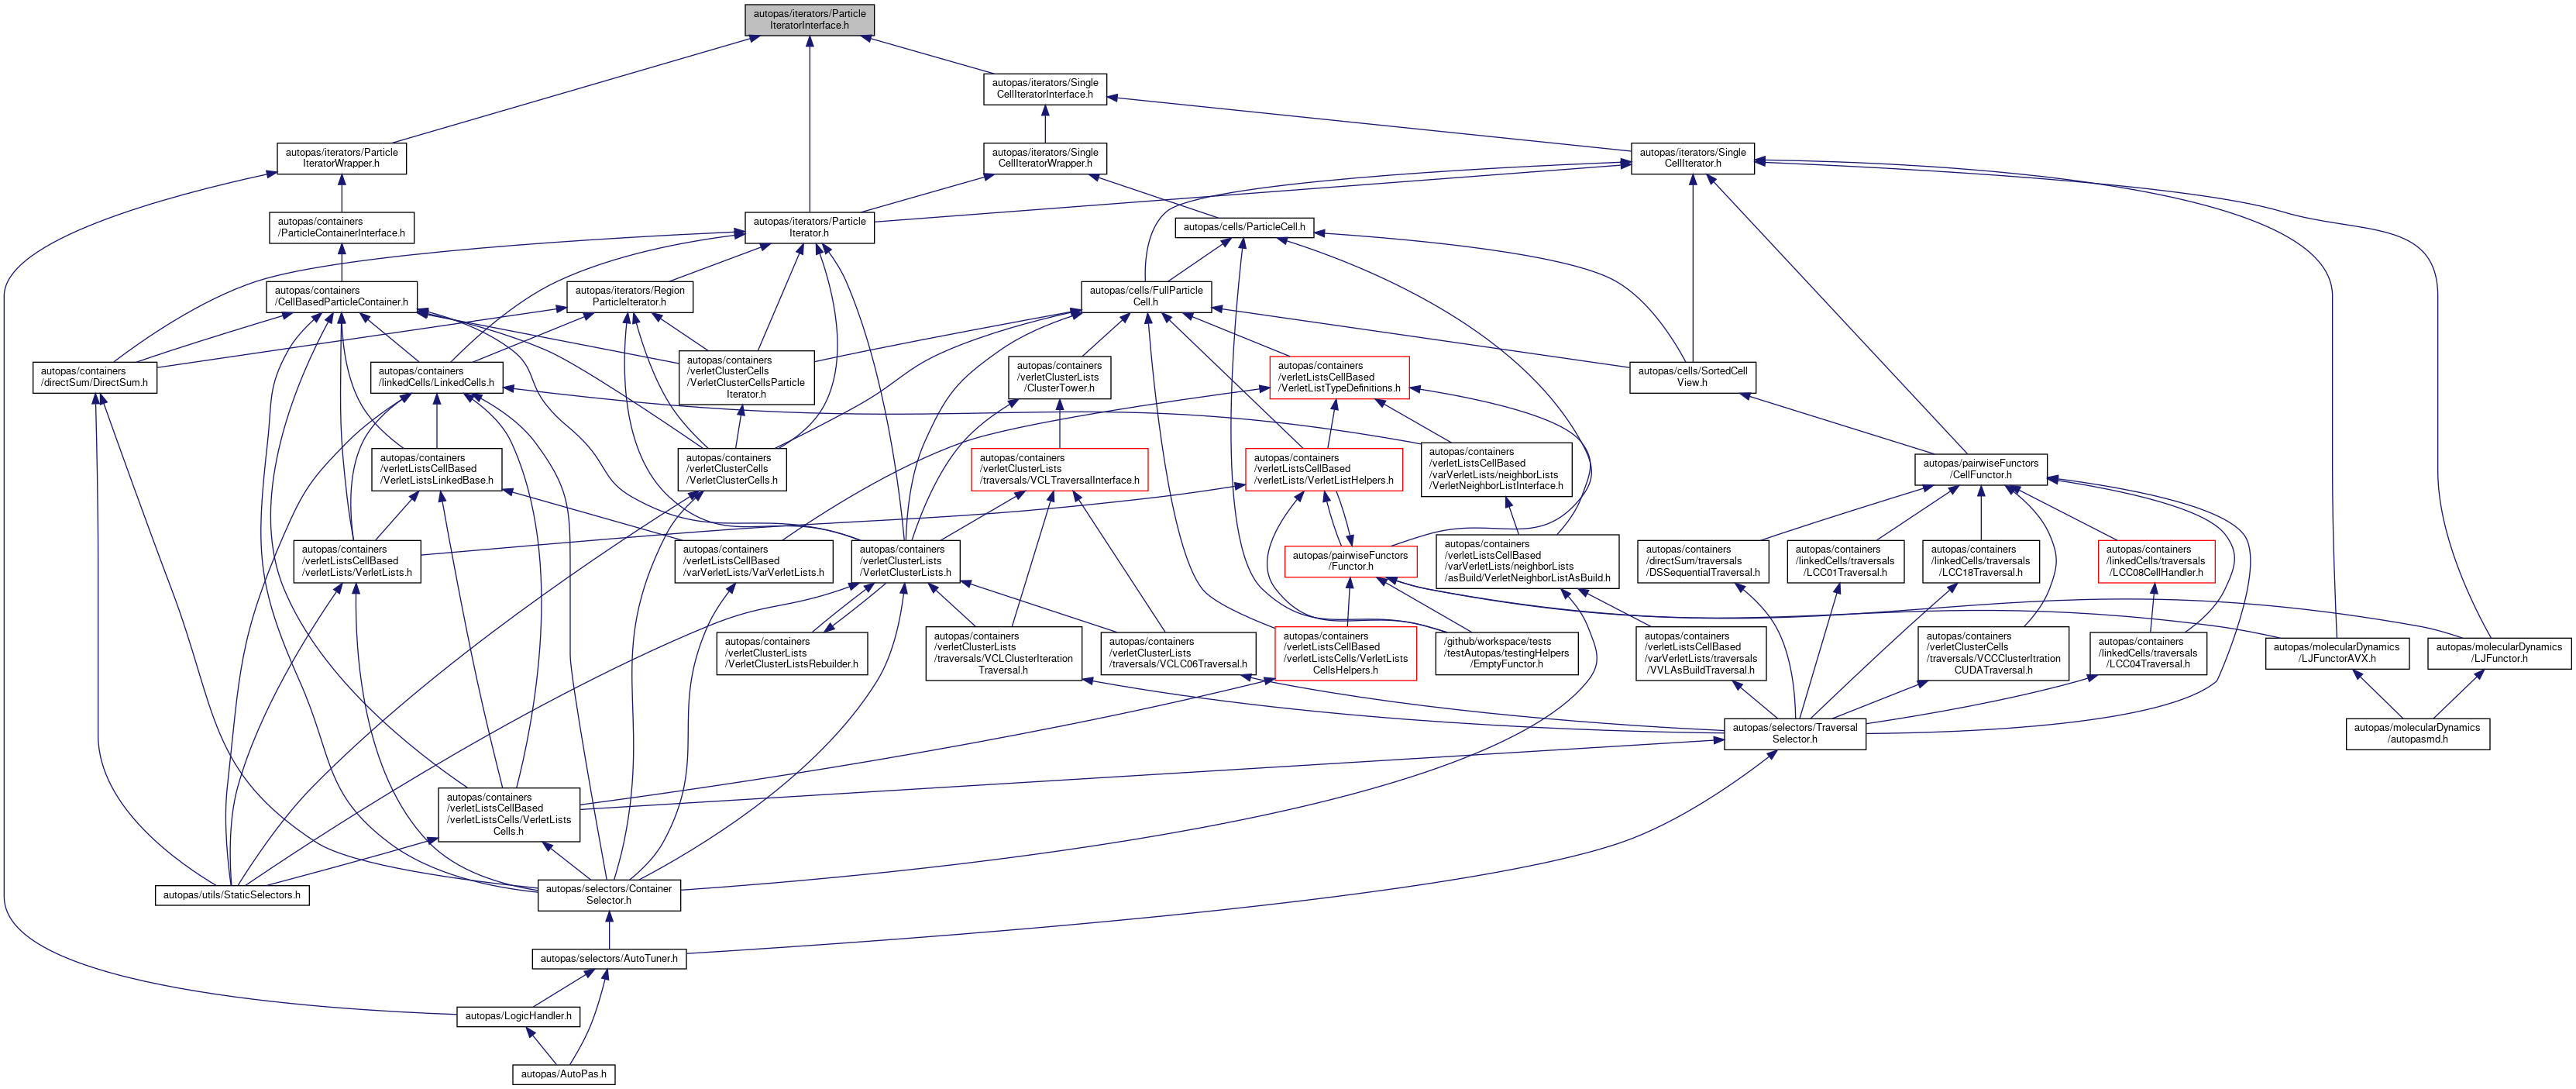 autopas/iterators/Particle
IteratorInterface.h
autopas/iterators/Single
CellIteratorInterface.h
autopas/iterators/Particle
IteratorWrapper.h
autopas/iterators/Single
CellIteratorWrapper.h
autopas/iterators/Single
CellIterator.h
autopas/containers
/ParticleContainerInterface.h
autopas/iterators/Particle
Iterator.h
autopas/cells/ParticleCell.h
autopas/containers
/CellBasedParticleContainer.h
autopas/iterators/Region
ParticleIterator.h
autopas/cells/FullParticle
Cell.h
autopas/containers
/directSum/DirectSum.h
autopas/containers
/linkedCells/LinkedCells.h
autopas/containers
/verletClusterCells
/VerletClusterCellsParticle
Iterator.h
autopas/containers
/verletClusterLists
/ClusterTower.h
autopas/containers
/verletListsCellBased
/VerletListTypeDefinitions.h
autopas/cells/SortedCell
View.h
autopas/containers
/verletListsCellBased
/VerletListsLinkedBase.h
autopas/containers
/verletClusterCells
/VerletClusterCells.h
autopas/containers
/verletClusterLists
/traversals/VCLTraversalInterface.h
autopas/containers
/verletListsCellBased
/verletLists/VerletListHelpers.h
autopas/containers
/verletListsCellBased
/varVerletLists/neighborLists
/VerletNeighborListInterface.h
autopas/pairwiseFunctors
/CellFunctor.h
autopas/containers
/verletListsCellBased
/verletLists/VerletLists.h
autopas/containers
/verletListsCellBased
/varVerletLists/VarVerletLists.h
autopas/containers
/verletClusterLists
/VerletClusterLists.h
autopas/pairwiseFunctors
/Functor.h
autopas/containers
/verletListsCellBased
/varVerletLists/neighborLists
/asBuild/VerletNeighborListAsBuild.h
autopas/containers
/directSum/traversals
/DSSequentialTraversal.h
autopas/containers
/linkedCells/traversals
/LCC01Traversal.h
autopas/containers
/linkedCells/traversals
/LCC18Traversal.h
autopas/containers
/linkedCells/traversals
/LCC08CellHandler.h
autopas/containers
/verletClusterLists
/VerletClusterListsRebuilder.h
autopas/containers
/verletClusterLists
/traversals/VCLClusterIteration
Traversal.h
autopas/containers
/verletClusterLists
/traversals/VCLC06Traversal.h
autopas/containers
/verletListsCellBased
/verletListsCells/VerletLists
CellsHelpers.h
/github/workspace/tests
/testAutopas/testingHelpers
/EmptyFunctor.h
autopas/containers
/verletListsCellBased
/varVerletLists/traversals
/VVLAsBuildTraversal.h
autopas/containers
/verletClusterCells
/traversals/VCCClusterItration
CUDATraversal.h
autopas/containers
/linkedCells/traversals
/LCC04Traversal.h
autopas/molecularDynamics
/LJFunctorAVX.h
autopas/molecularDynamics
/LJFunctor.h
autopas/selectors/Traversal
Selector.h
autopas/molecularDynamics
/autopasmd.h
autopas/containers
/verletListsCellBased
/verletListsCells/VerletLists
Cells.h
autopas/utils/StaticSelectors.h
autopas/selectors/Container
Selector.h
autopas/selectors/AutoTuner.h
autopas/LogicHandler.h
autopas/AutoPas.h